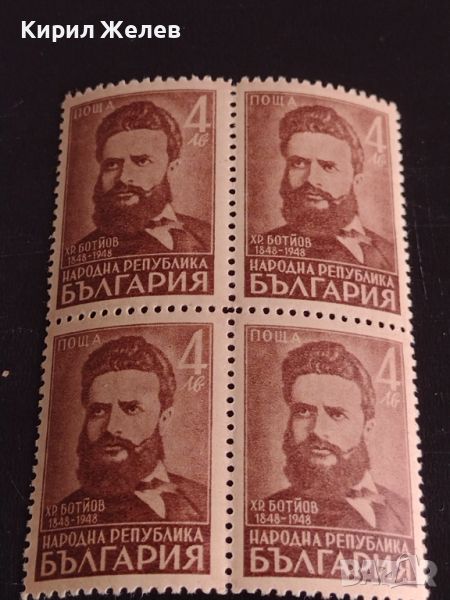 Кирил Желев
ПОЩА 4 ЛВ
ХР. БОТЙОВ
1848-1948
НАРОДНА РЕПУБЛИКА
БЪЛГАРИЯ
ПОЩА 4 ЛВ
ХР. БОТЙОВ
1848-1948
НАРОДНА РЕПУБЛИКА
БЪЛГАРИЯ
ПОЩА 4 ЛВ
ХР. БОТЙОВ
1848-1948
НАРОДНА РЕПУБЛИКА
БЪЛГАРИЯ
ПОЩА 4 ЛВ
ХР. БОТЙОВ
1848-1948
НАРОДНА РЕПУБЛИКА
БЪЛГАРИЯ
BAZAR